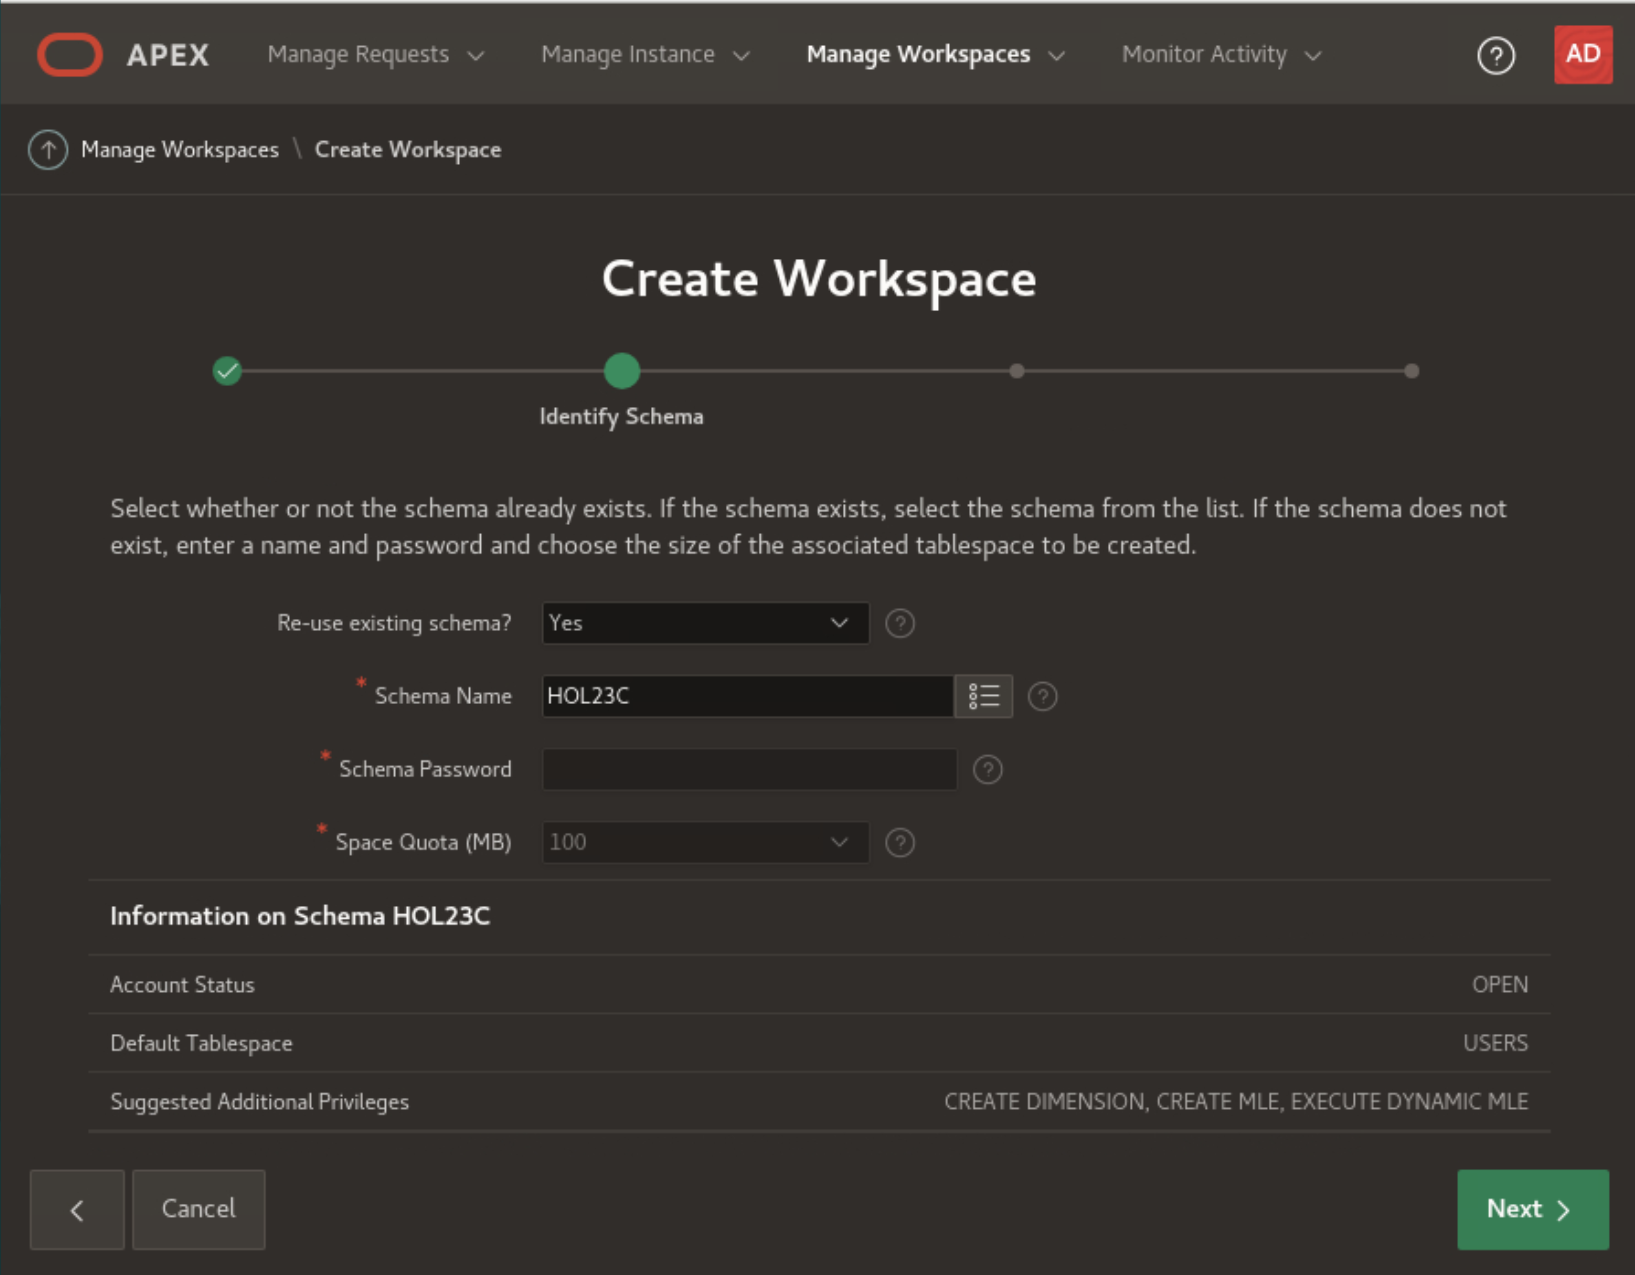 APEX Manage Requests Manage Instance Manage Workspaces Monitor Activity ? AD
Manage Workspaces \ Create Workspace
Create Workspace
Identify Schema
Select whether or not the schema already exists. If the schema exists, select the schema from the list. If the schema does not
exist, enter a name and password and choose the size of the associated tablespace to be created.
Re-use existing schema? Yes ?
* Schema Name HOL23C ?
* Schema Password ?
* Space Quota (MB) 100 ?
Information on Schema HOL23C
Account Status OPEN
Default Tablespace USERS
Suggested Additional Privileges CREATE DIMENSION, CREATE MLE, EXECUTE DYNAMIC MLE
Cancel Next